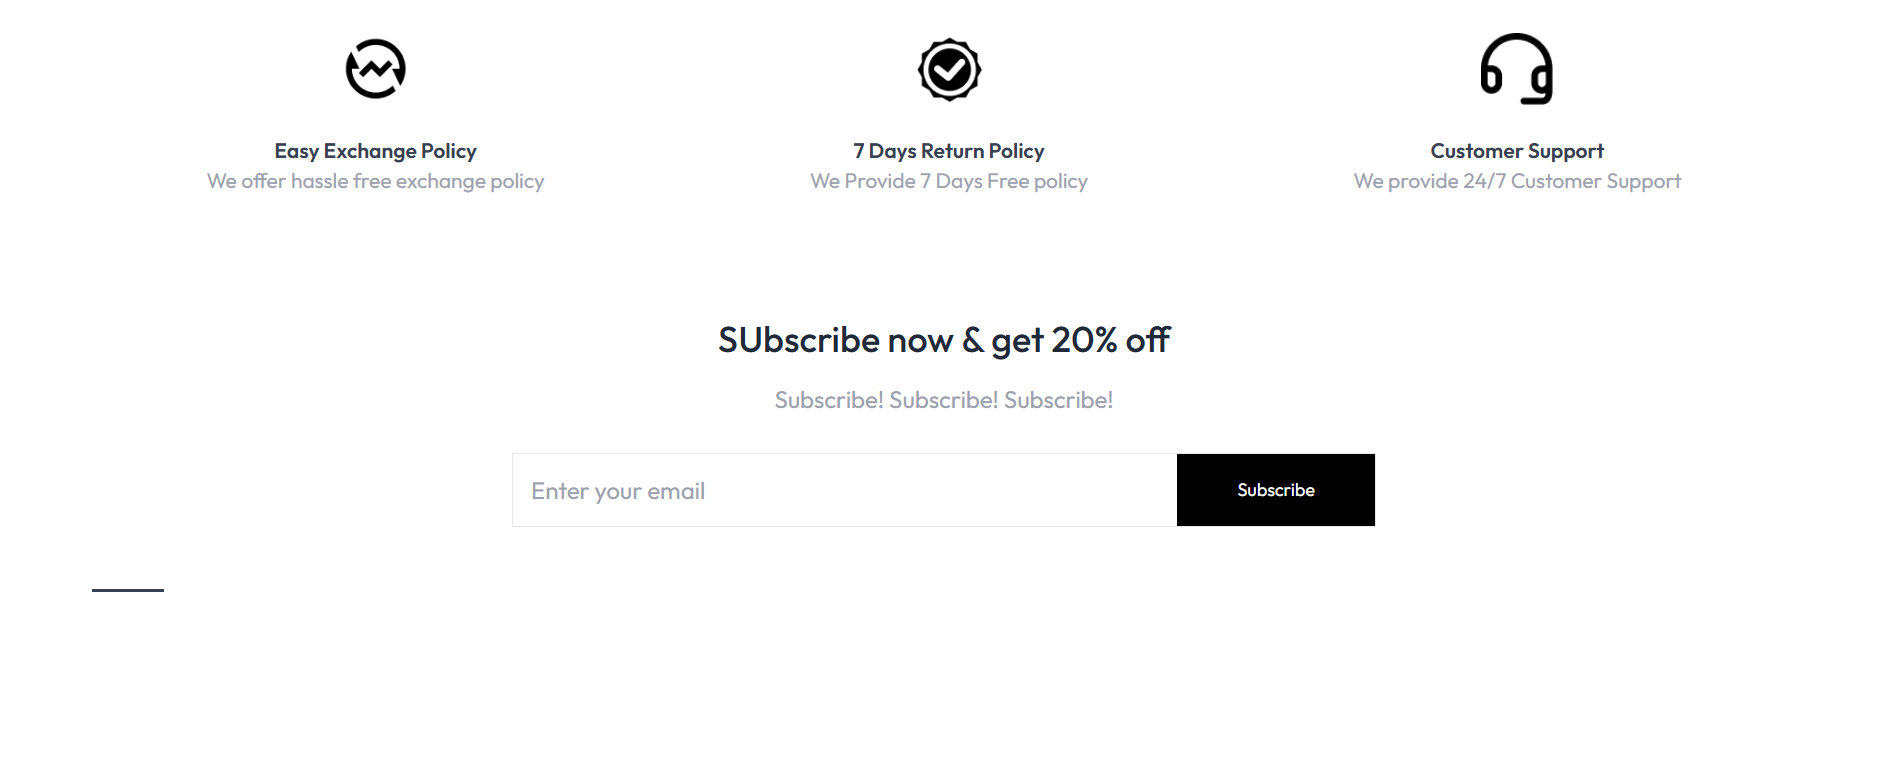 Easy Exchange Policy
We offer hassle free exchange policy
7 Days Return Policy
We Provide 7 Days Free policy
Customer Support
We provide 24/7 Customer Support
SUbscribe now & get 20% off
Subscribe! Subscribe! Subscribe!
Enter your email
Subscribe